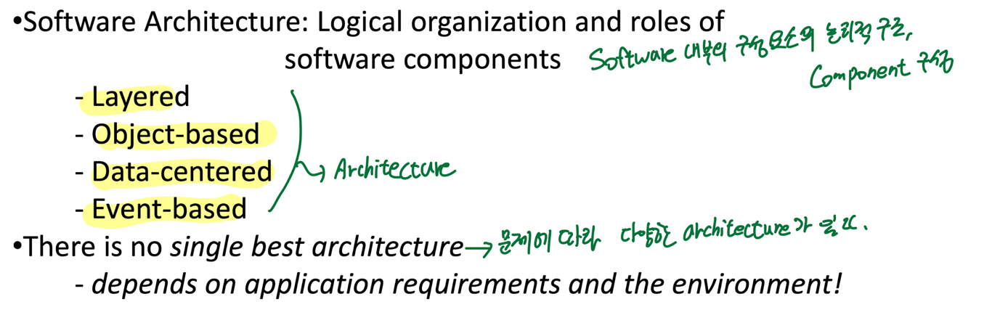 •Software Architecture: Logical organization and roles of
software components
Software 내부의 구성요소의 논리적 구조,
Component 구성
- Layered
- Object-based
- Data-centered
- Event-based
→ Architecture
•There is no single best architecture → 문제에 따라 다양한 architecture가 필요.
- depends on application requirements and the environment!